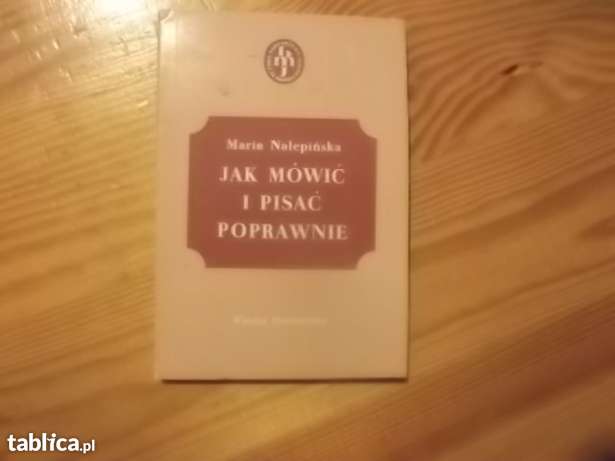 Maria Nalepińska
JAK MÓWIĆ
I PISAĆ
POPRAWNIE
tablica.pl